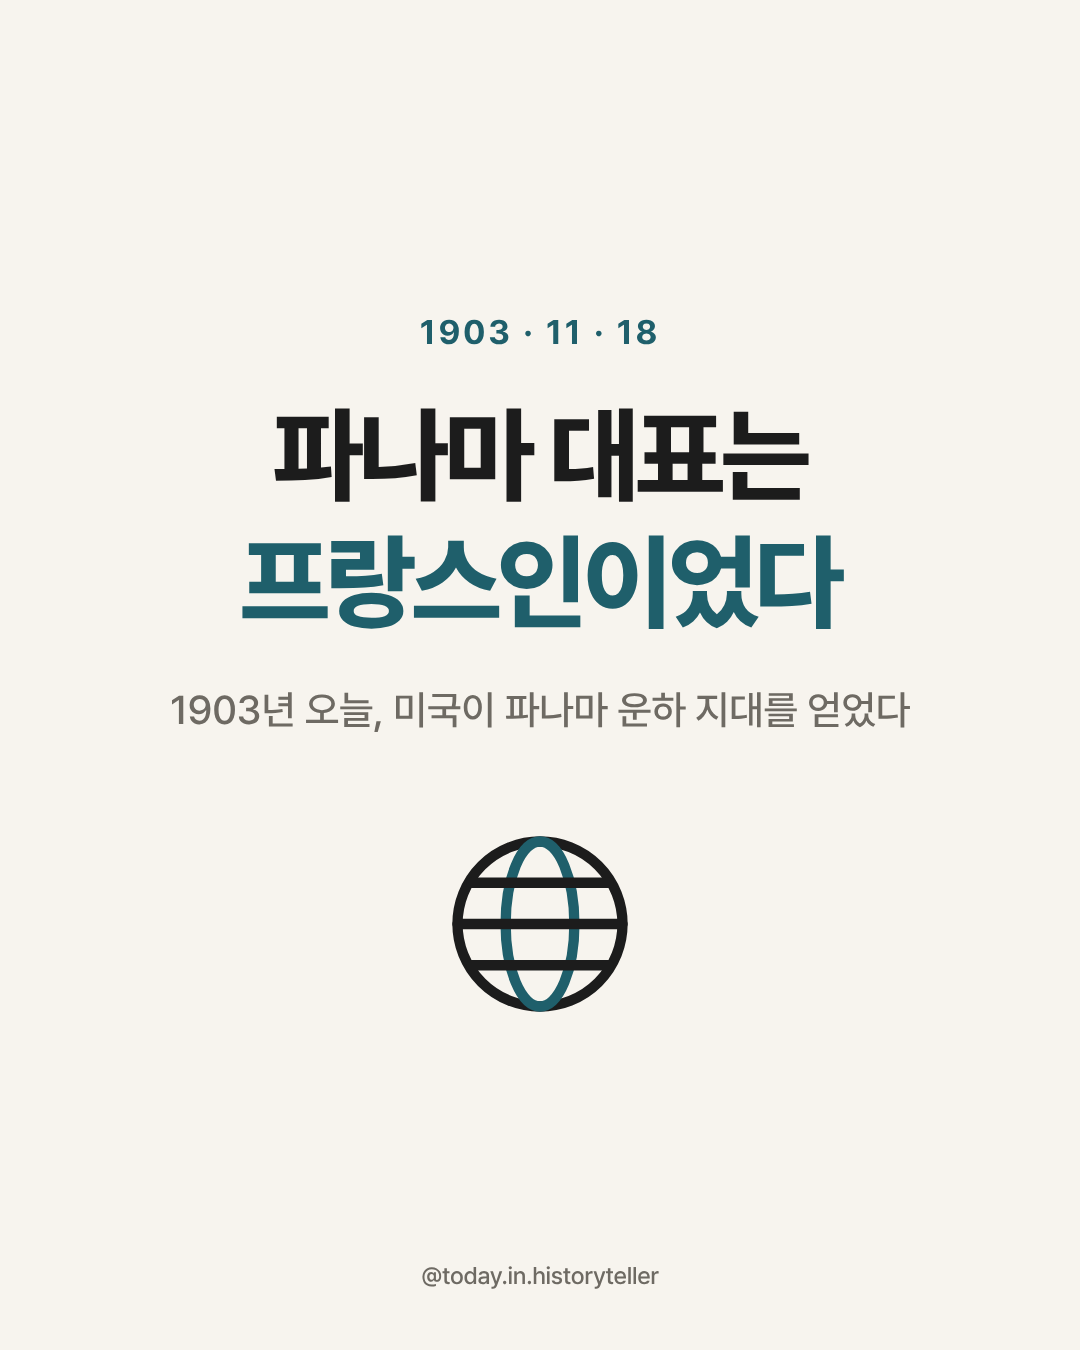 1903 · 11 · 18
파나마 대표는
프랑스인이었다
1903년 오늘, 미국이 파나마 운하 지대를 얻었다
@today.in.historyteller